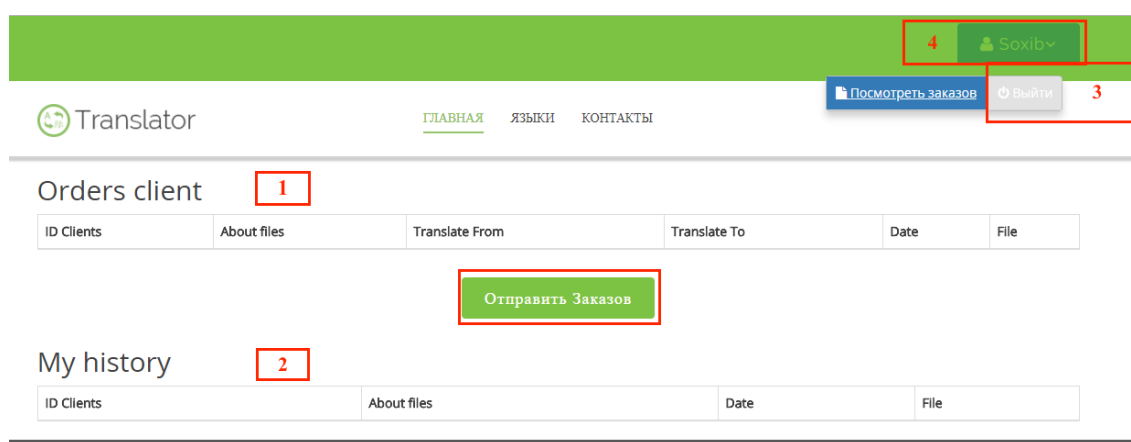 4 Soxib
Посмотреть заказов Выйти 3
Translator ГЛАВНАЯ ЯЗЫКИ КОНТАКТЫ
Orders client 1
ID Clients About files Translate From Translate To Date File
Отправить Заказов
My history 2
ID Clients About files Date File